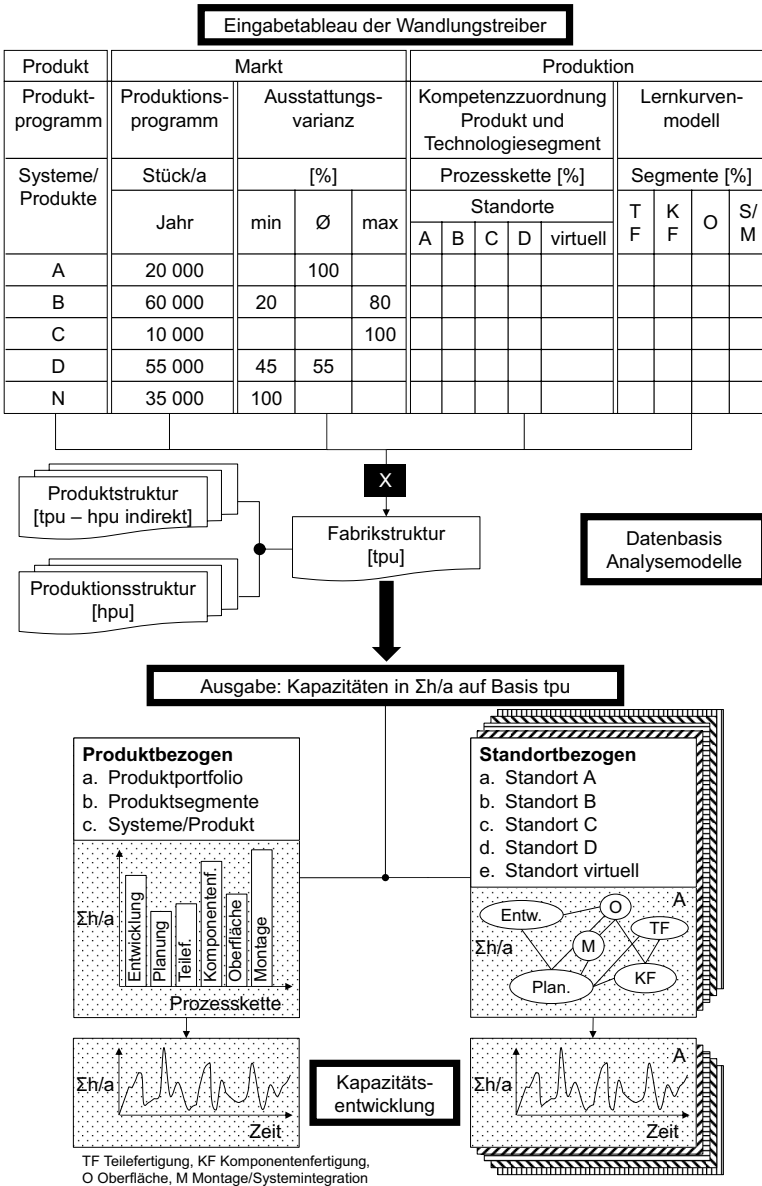 Eingabetableau der Wandlungstreiber
Produkt Markt Produktion
Produkt-
programm
Produktions-
programm
Ausstattungs-
varianz
Kompetenzzuordnung
Produkt und
Technologiesegment
Lernkurven-
modell
Systeme/
Produkte
Stück/a [%] Prozesskette [%] Segmente [%]
Jahr min Ø max
Standorte
A B C D virtuell
T
F
K
F
O
S/
M
A 20 000 100
B 60 000 20 80
C 10 000 100
D 55 000 45 55
N 35 000 100
X
Produktstruktur
[tpu – hpu indirekt]
Fabrikstruktur
[tpu]
Datenbasis
Analysemodelle
Produktionsstruktur
[hpu]
Ausgabe: Kapazitäten in Σh/a auf Basis tpu
Produktbezogen
a. Produktportfolio
b. Produktsegmente
c. Systeme/Produkt
Σh/a
Entwicklung
Planung
Teilef.
Komponentenf.
Oberfläche
Montage
Prozesskette
Standortbezogen
a. Standort A
b. Standort B
c. Standort C
d. Standort D
e. Standort virtuell
A
Entw.
O
TF
Σh/a
M
Plan.
KF
Σh/a
Zeit
Kapazitäts-
entwicklung
A
Σh/a
Zeit
TF Teilefertigung, KF Komponentenfertigung,
O Oberfläche, M Montage/Systemintegration